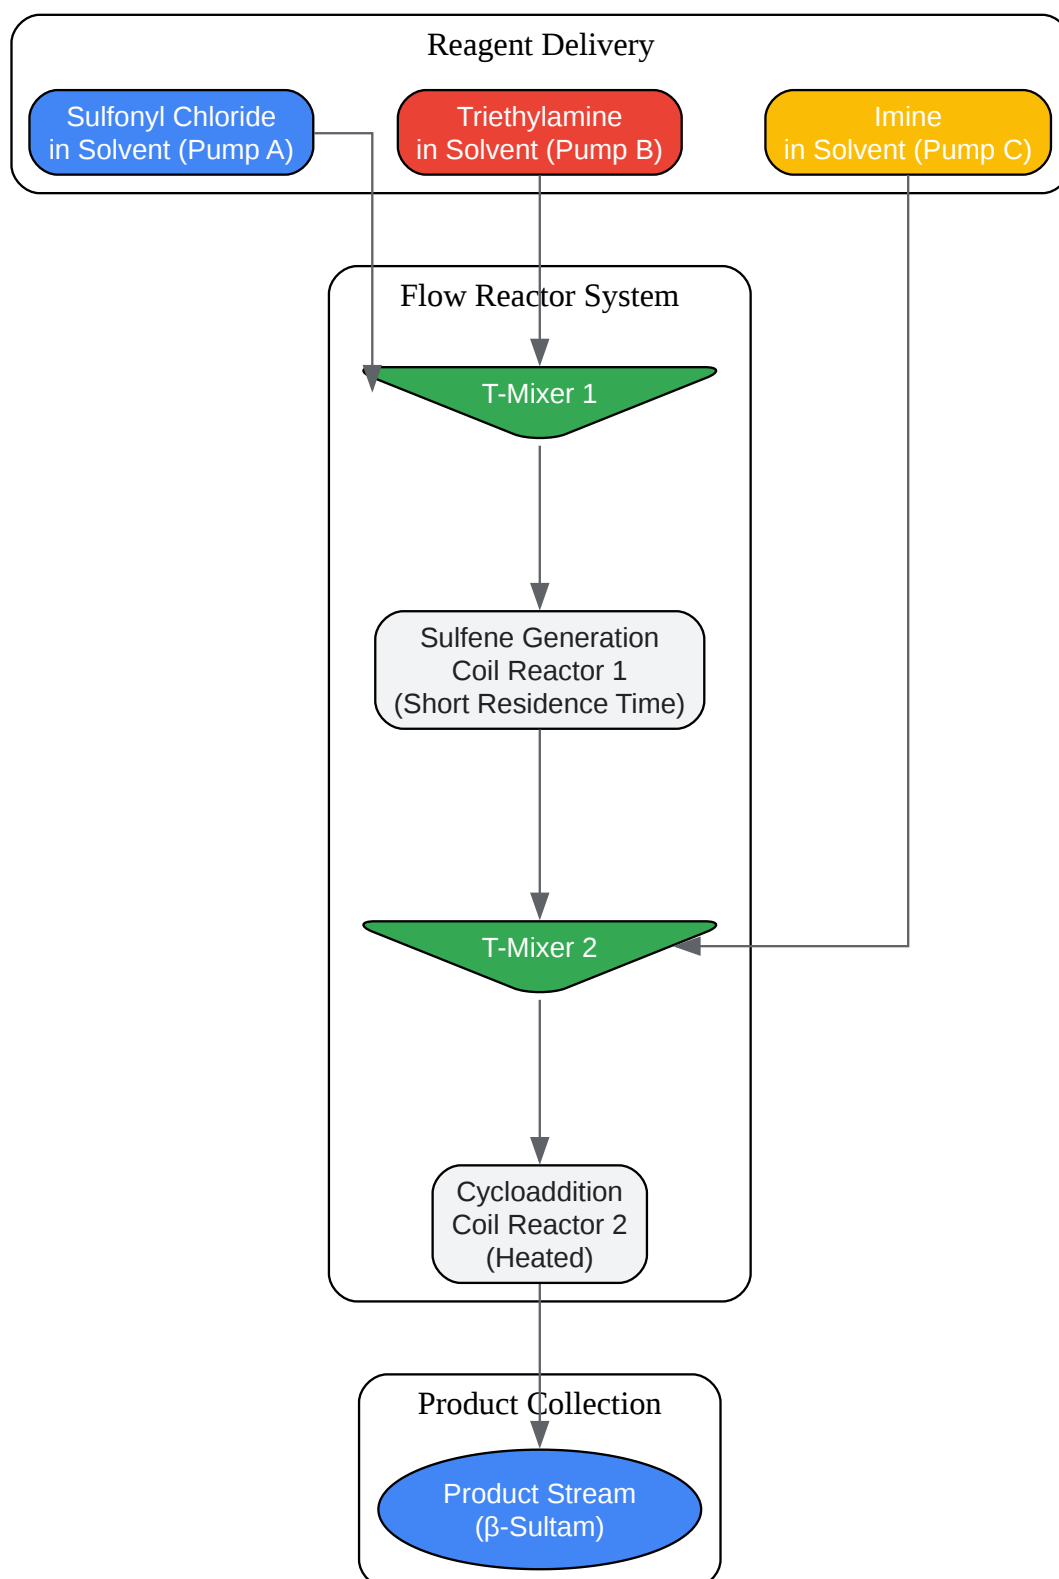 Reagent Delivery
Sulfonyl Chloride
in Solvent (Pump A)
Triethylamine
in Solvent (Pump B)
Imine
in Solvent (Pump C)
Flow Reactor System
T-Mixer 1
Sulfene Generation
Coil Reactor 1
(Short Residence Time)
T-Mixer 2
Cycloaddition
Coil Reactor 2
(Heated)
Product Collection
Product Stream
(β-Sultam)